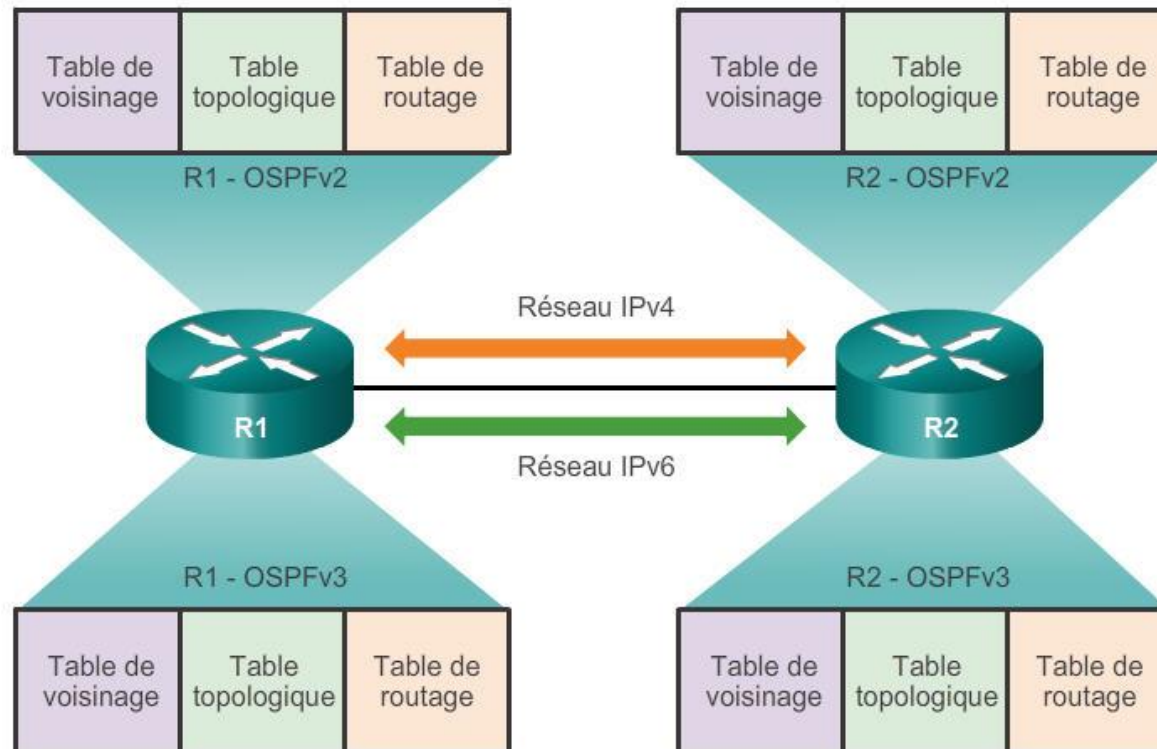 Table de
voisinage
Table
topologique
Table de
routage
Table de
voisinage
Table
topologique
Table de
routage
R1 - OSPFv2
R2 - OSPFv2
Réseau IPv4
R1
R2
Réseau IPv6
R1 - OSPFv3
R2 - OSPFv3
Table de
voisinage
Table
topologique
Table de
routage
Table de
voisinage
Table
topologique
Table de
routage